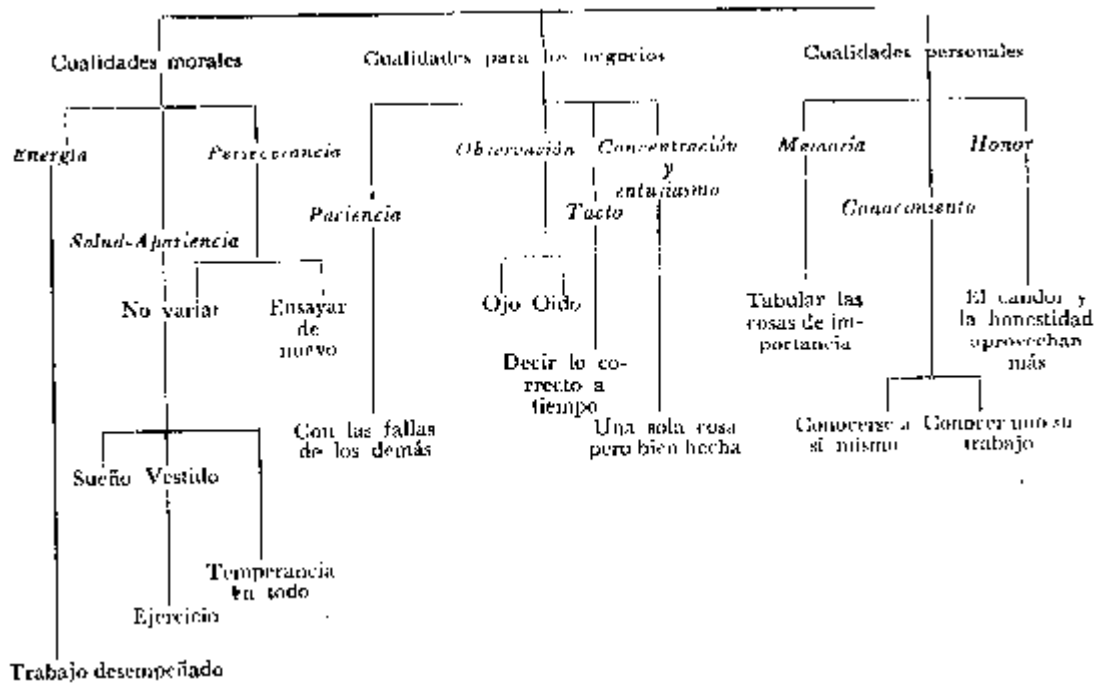 Cualidades morales
Cualidades para los negocios
Cualidades personales
Energía
Perseverancia
Observación
Concentración
y
entusiasmo
Memoria
Honor
Paciencia
Tacto
Conocimiento
Salud-Apariencia
No variar
Ensayar
de
nuevo
Ojo Oido
Tabular las
cosas de im-
portancia
El candor y
la honestidad
aprovechan
más
Decir lo co-
rrecto a
tiempo
Con las fallas
de los demás
Una sola cosa
pero bien hecha
Conocerse a
sí mismo
Conocer uno su
trabajo
Sueño Vestido
Temperancia
en todo
Ejercicio
Trabajo desempeñado